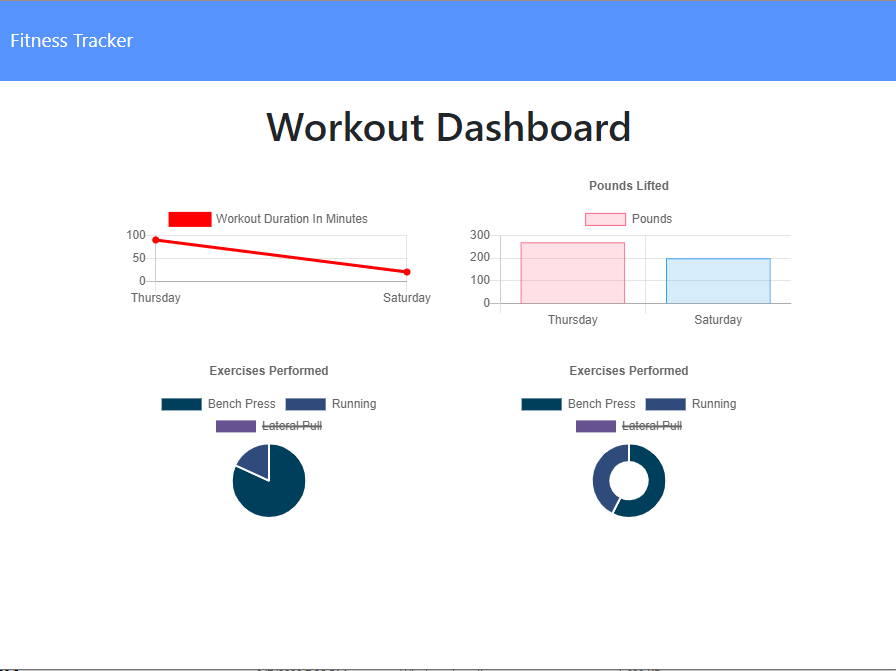 Fitness Tracker
Workout Dashboard
Workout Duration In Minutes
100
50
0
Thursday Saturday
Pounds Lifted
Pounds
300
200
100
0
Thursday Saturday
Exercises Performed
Bench Press Running
Lateral Pull
Exercises Performed
Bench Press Running
Lateral Pull